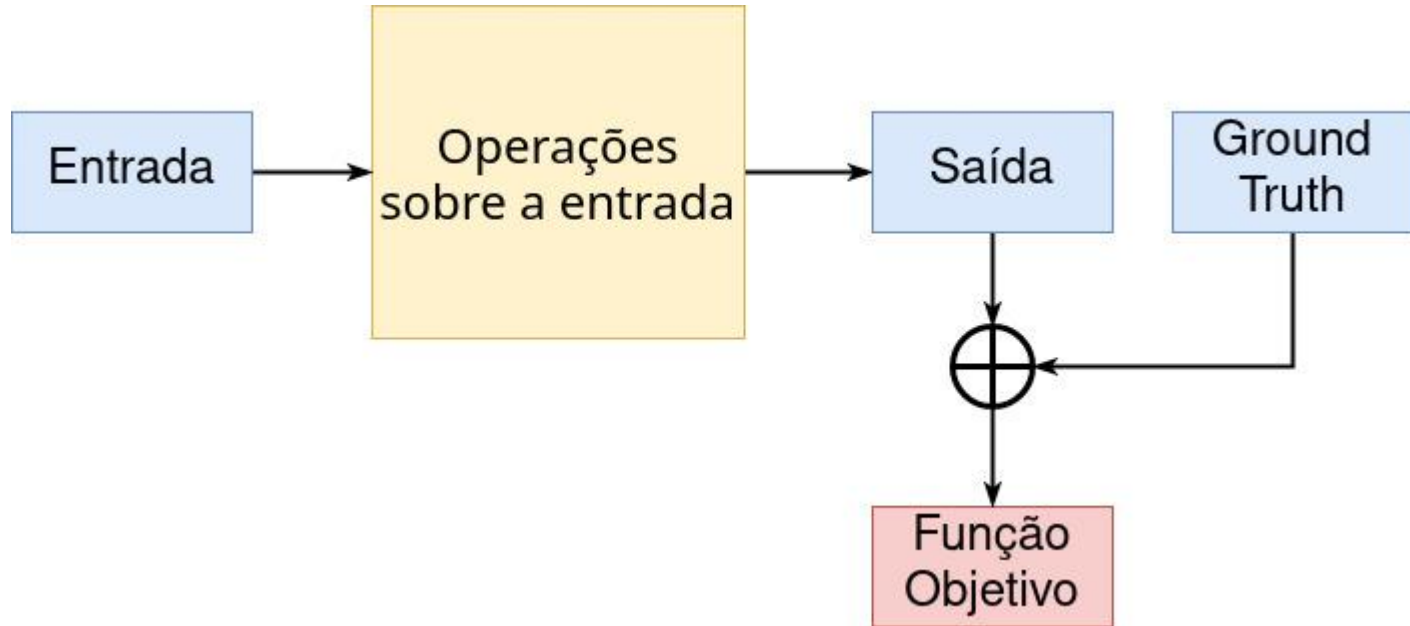 Entrada
Operações
sobre a entrada
Saída
Ground
Truth
Função
Objetivo